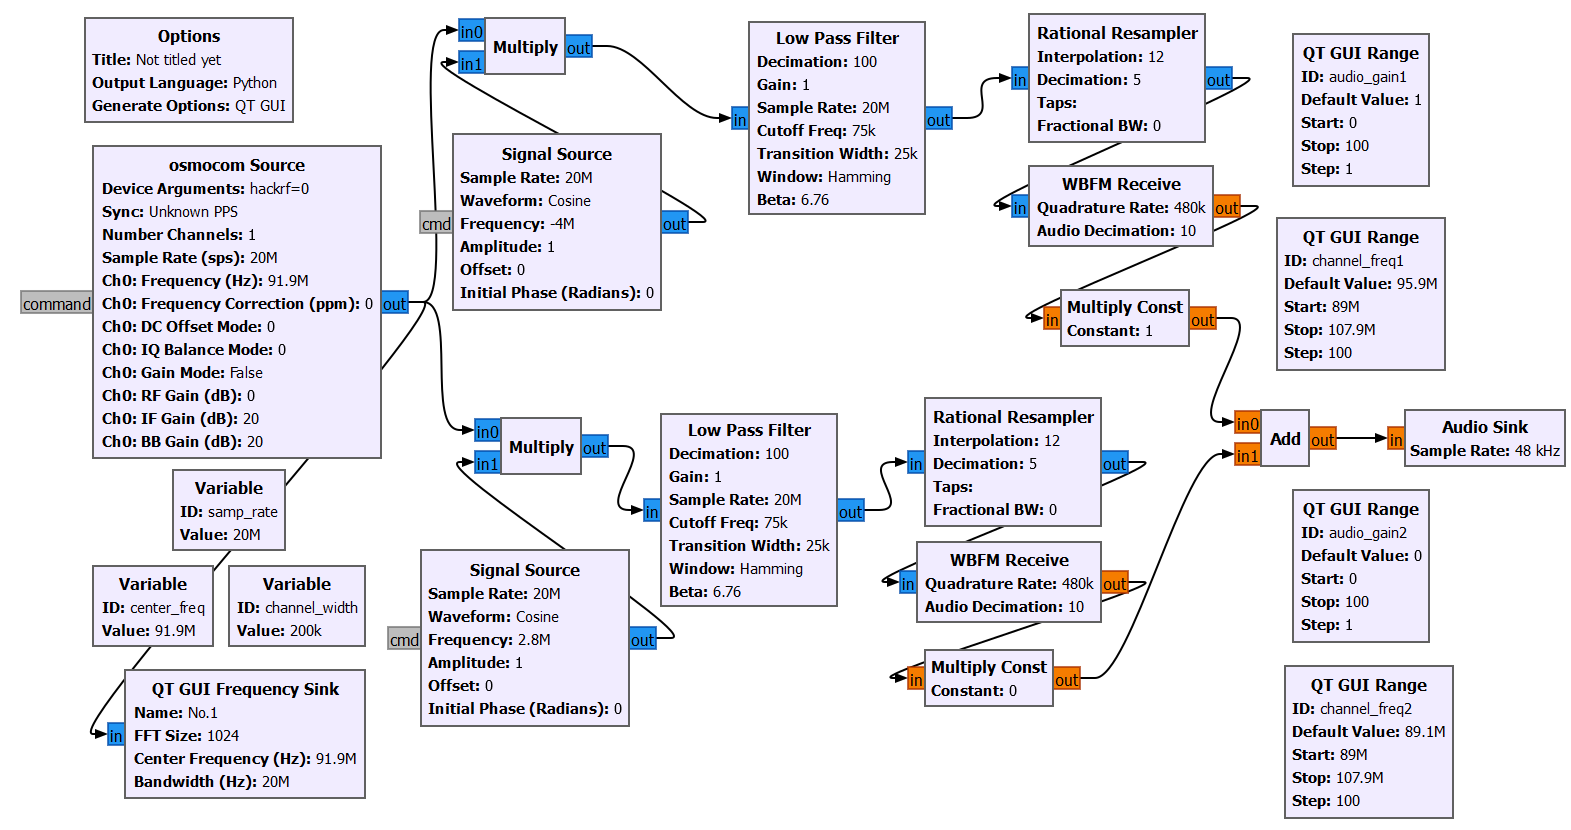 Options
Title: Not titled yet
Output Language: Python
Generate Options: QT GUI
osmocom Source
Device Arguments: hackrf=0
Sync: Unknown PPS
Number Channels: 1
Sample Rate (sps): 20M
Ch0: Frequency (Hz): 91.9M
Ch0: Frequency Correction (ppm): 0
Ch0: DC Offset Mode: 0
Ch0: IQ Balance Mode: 0
Ch0: Gain Mode: False
Ch0: RF Gain (dB): 0
Ch0: IF Gain (dB): 20
Ch0: BB Gain (dB): 20
command
out
Variable
ID: samp_rate
Value: 20M
Variable
ID: center_freq
Value: 91.9M
Variable
ID: channel_width
Value: 200k
QT GUI Frequency Sink
Name: No.1
FFT Size: 1024
Center Frequency (Hz): 91.9M
Bandwidth (Hz): 20M
in
in0
in1
Multiply
out
Signal Source
Sample Rate: 20M
Waveform: Cosine
Frequency: -4M
Amplitude: 1
Offset: 0
Initial Phase (Radians): 0
cmd
out
Low Pass Filter
Decimation: 100
Gain: 1
Sample Rate: 20M
Cutoff Freq: 75k
Transition Width: 25k
Window: Hamming
Beta: 6.76
in
out
Rational Resampler
Interpolation: 12
Decimation: 5
Taps:
Fractional BW: 0
in
out
WBFM Receive
Quadrature Rate: 480k
Audio Decimation: 10
in
out
Multiply Const
Constant: 1
in
out
in0
in1
Multiply
out
Signal Source
Sample Rate: 20M
Waveform: Cosine
Frequency: 2.8M
Amplitude: 1
Offset: 0
Initial Phase (Radians): 0
cmd
out
Low Pass Filter
Decimation: 100
Gain: 1
Sample Rate: 20M
Cutoff Freq: 75k
Transition Width: 25k
Window: Hamming
Beta: 6.76
in
out
Rational Resampler
Interpolation: 12
Decimation: 5
Taps:
Fractional BW: 0
in
out
WBFM Receive
Quadrature Rate: 480k
Audio Decimation: 10
in
out
Multiply Const
Constant: 0
in
out
in0
in1
Add
out
in
Audio Sink
Sample Rate: 48 kHz
QT GUI Range
ID: audio_gain1
Default Value: 1
Start: 0
Stop: 100
Step: 1
QT GUI Range
ID: channel_freq1
Default Value: 95.9M
Start: 89M
Stop: 107.9M
Step: 100
QT GUI Range
ID: audio_gain2
Default Value: 0
Start: 0
Stop: 100
Step: 1
QT GUI Range
ID: channel_freq2
Default Value: 89.1M
Start: 89M
Stop: 107.9M
Step: 100